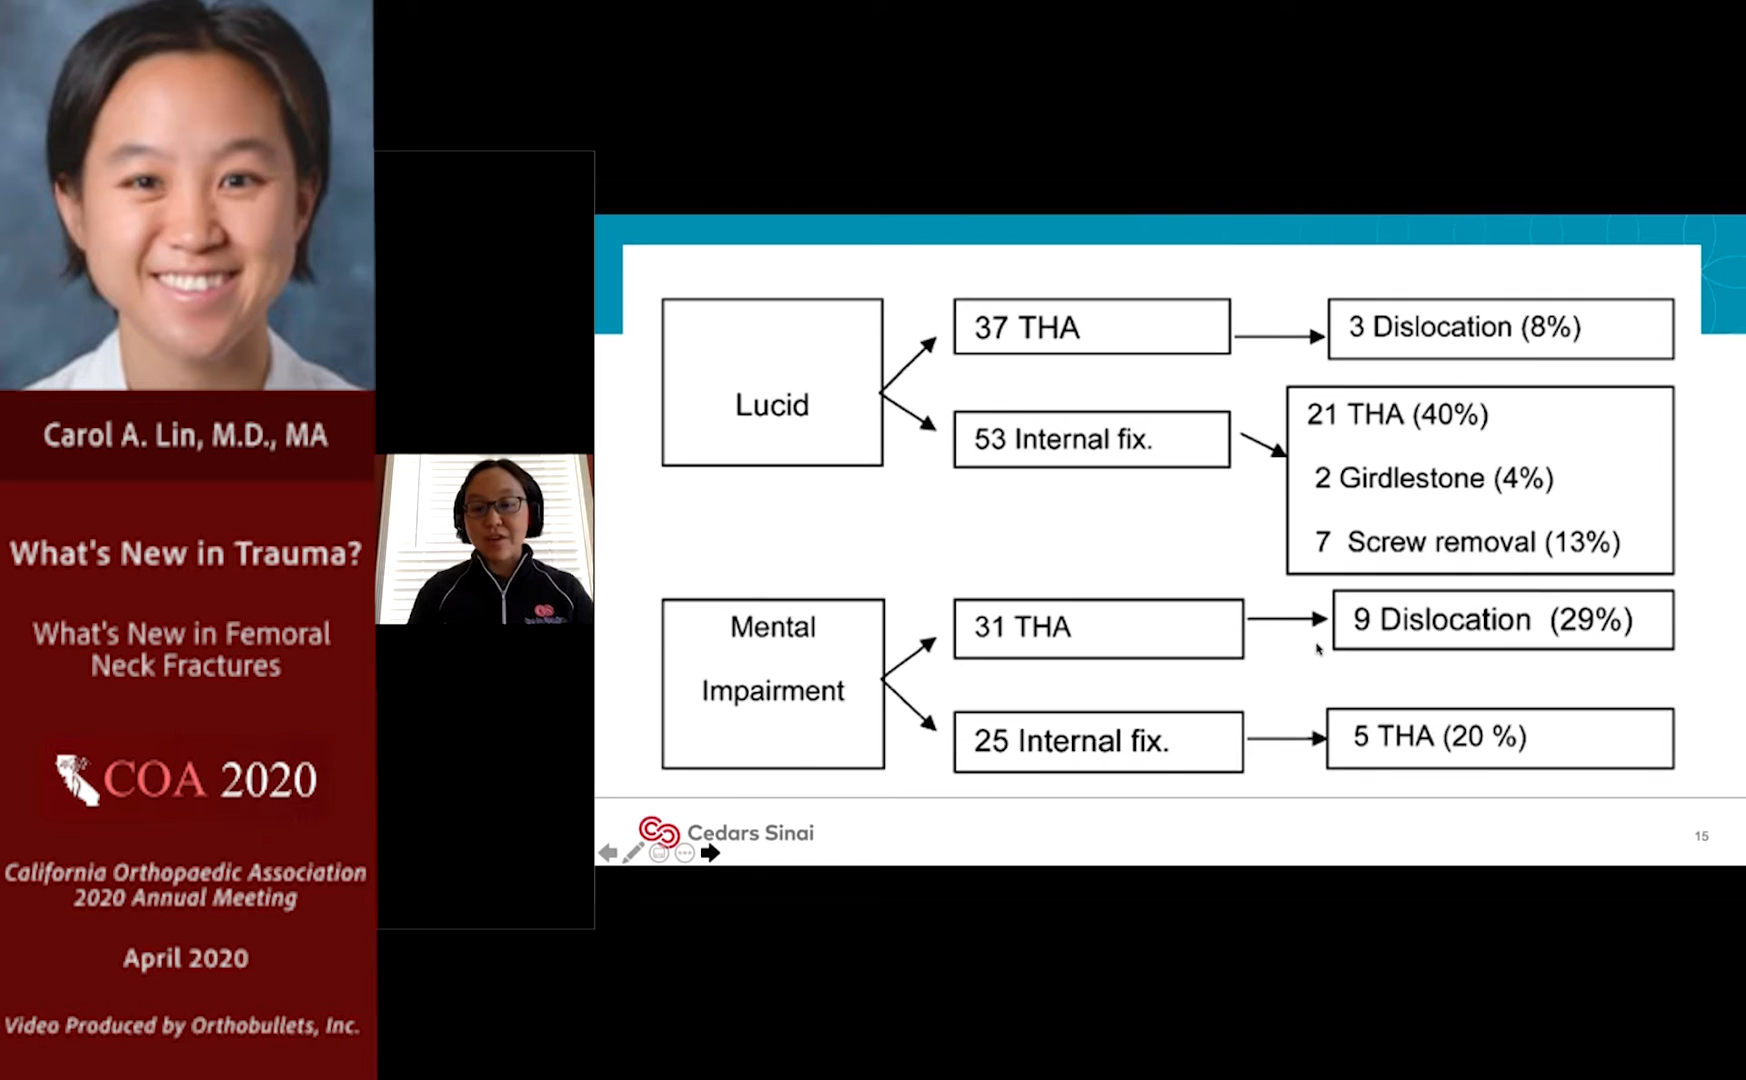 Carol A. Lin, M.D., MA
What's New in Trauma?
What's New in Femoral
Neck Fractures
COA 2020
California Orthopaedic Association
2020 Annual Meeting
April 2020
Video Produced by Orthobullets, Inc.
Lucid
37 THA
3 Dislocation (8%)
53 Internal fix.
21 THA (40%)
2 Girdlestone (4%)
7 Screw removal (13%)
Mental
Impairment
31 THA
9 Dislocation (29%)
25 Internal fix.
5 THA (20 %)
Cedars Sinai
15